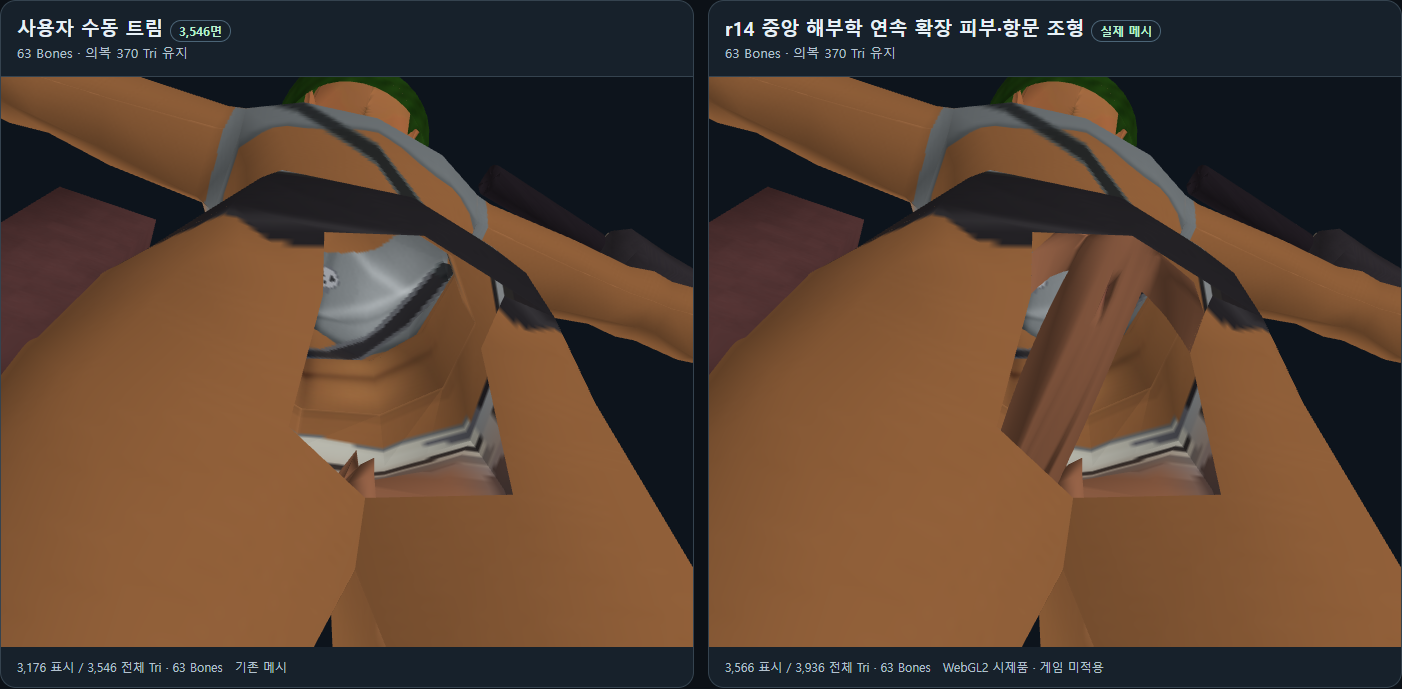 사용자 수동 트림 3,546면
63 Bones · 의복 370 Tri 유지
3,176 표시 / 3,546 전체 Tri · 63 Bones 기존 메시
r14 중앙 해부학 연속 확장 피부·항문 조형 실제 메시
63 Bones · 의복 370 Tri 유지
3,566 표시 / 3,936 전체 Tri · 63 Bones WebGL2 시제품 · 게임 미적용